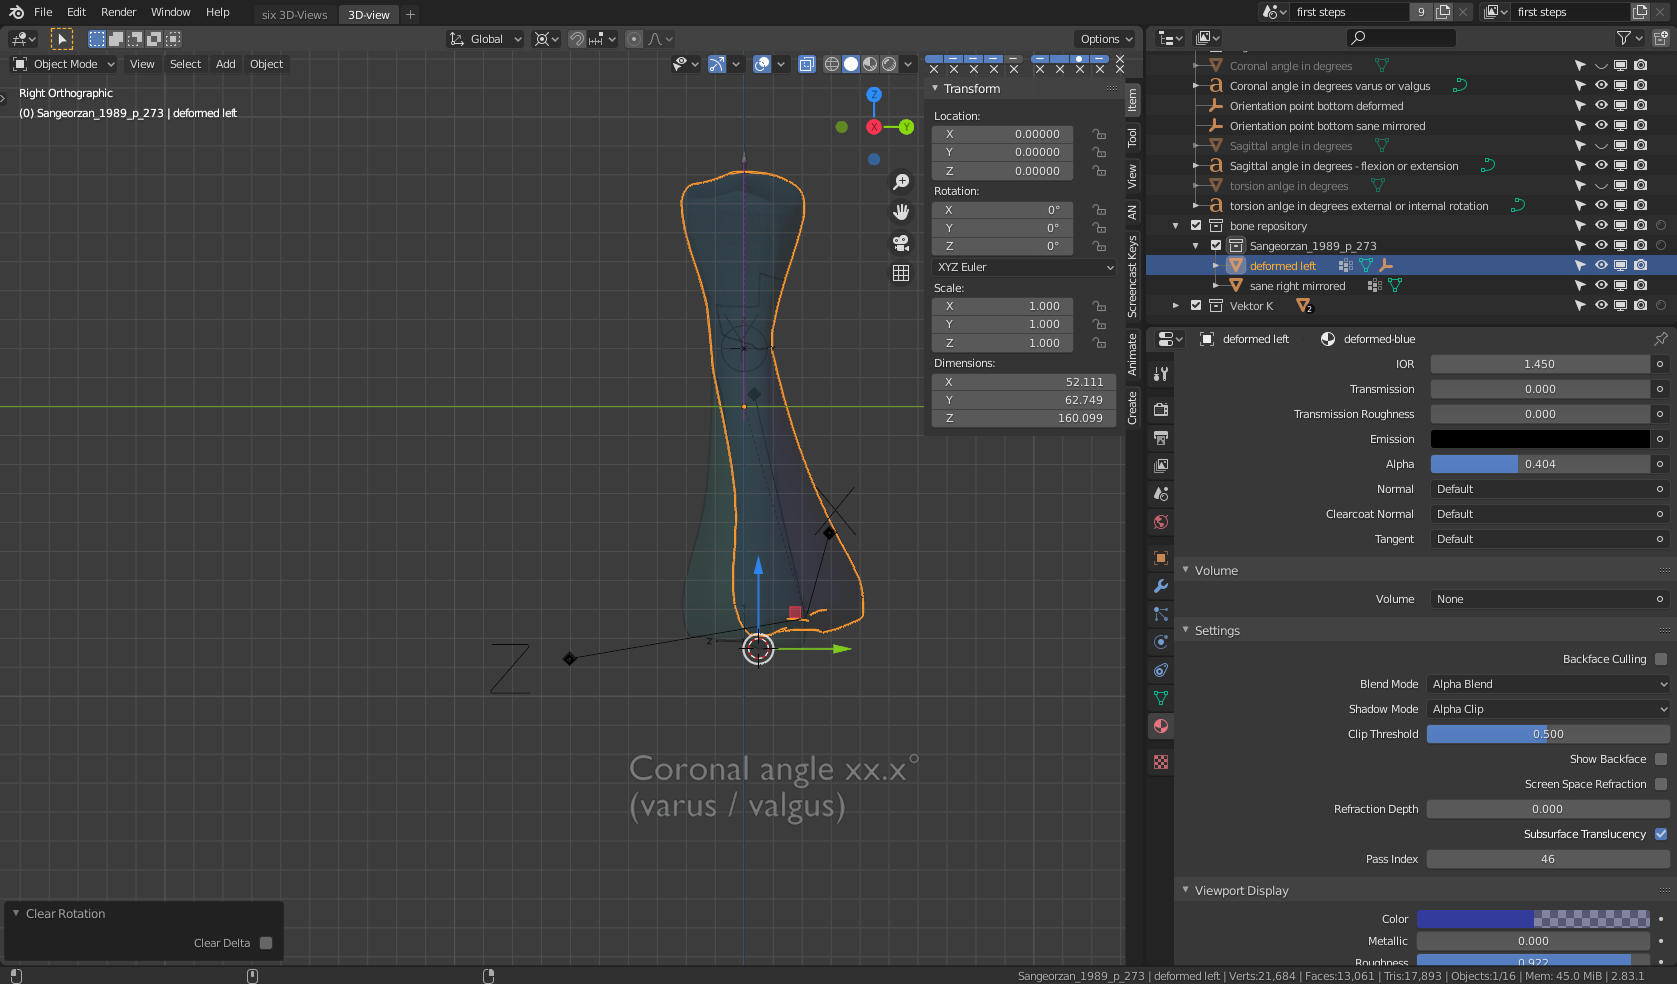 File Edit Render Window Help six 3D-Views 3D-view + first steps 9 first steps
Global Options
Object Mode View Select Add Object
Right Orthographic
(0) Sangeorzan_1989_p_273 | deformed left
Z
X
Y
Transform
Location:
X 0.00000
Y 0.00000
Z 0.00000
Rotation:
X 0°
Y 0°
Z 0°
XYZ Euler
Scale:
X 1.000
Y 1.000
Z 1.000
Dimensions:
X 52.111
Y 62.749
Z 160.099
Item
Tool
View
AN
Screencast Keys
Animate
Create
X
Z
z
Coronal angle xx.x°
(varus / valgus)
Clear Rotation
Clear Delta
Coronal angle in degrees
Coronal angle in degrees varus or valgus
Orientation point bottom deformed
Orientation point bottom sane mirrored
Sagittal angle in degrees
Sagittal angle in degrees - flexion or extension
torsion anlge in degrees
torsion anlge in degrees external or internal rotation
bone repository
Sangeorzan_1989_p_273
deformed left
sane right mirrored
Vektor K 2
deformed left deformed-blue
IOR 1.450
Transmission 0.000
Transmission Roughness 0.000
Emission
Alpha 0.404
Normal Default
Clearcoat Normal Default
Tangent Default
Volume
Volume None
Settings
Backface Culling
Blend Mode Alpha Blend
Shadow Mode Alpha Clip
Clip Threshold 0.500
Show Backface
Screen Space Refraction
Refraction Depth 0.000
Subsurface Translucency
Pass Index 46
Viewport Display
Color
Metallic 0.000
Roughness 0.922
Sangeorzan_1989_p_273 | deformed left | Verts:21,684 | Faces:13,061 | Tris:17,893 | Objects:1/16 | Mem: 45.0 MiB | 2.83.1